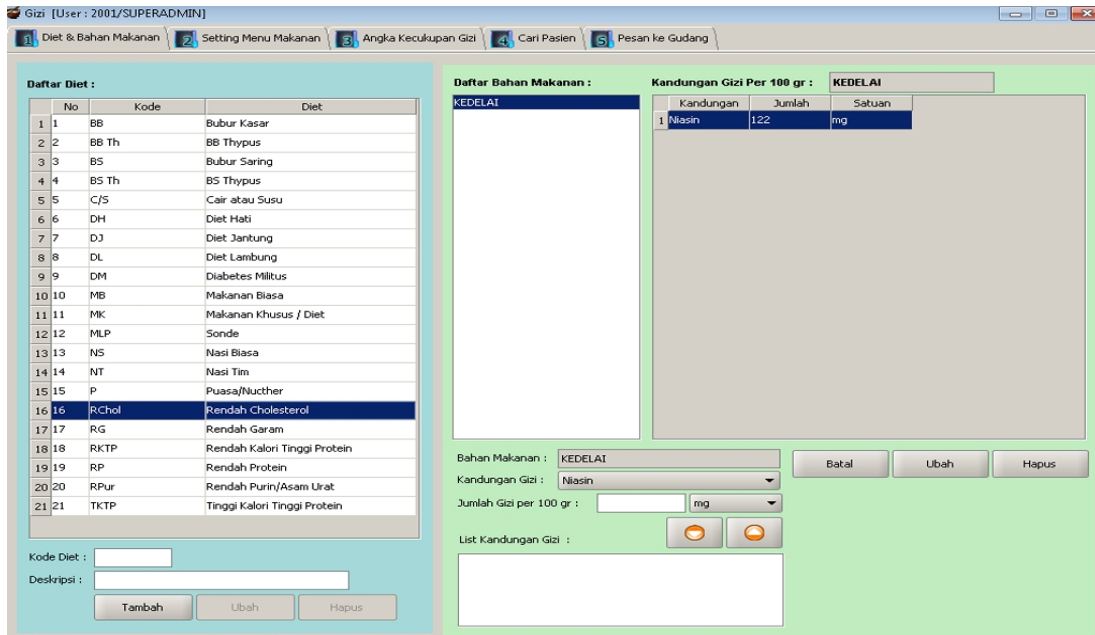 Gizi [User : 2001/SUPERADMIN]
1 Diet & Bahan Makanan 2 Setting Menu Makanan 3 Angka Kecukupan Gizi 4 Cari Pasien 5 Pesan ke Gudang
Daftar Diet :
No Kode Diet
1 1 BB Bubur Kasar
2 2 BB Th BB Thypus
3 3 BS Bubur Saring
4 4 BS Th BS Thypus
5 5 C/S Cair atau Susu
6 6 DH Diet Hati
7 7 DJ Diet Jantung
8 8 DL Diet Lambung
9 9 DM Diabetes Militus
10 10 MB Makanan Biasa
11 11 MK Makanan Khusus / Diet
12 12 MLP Sonde
13 13 NS Nasi Biasa
14 14 NT Nasi Tim
15 15 P Puasa/Nucther
16 16 RChol Rendah Cholesterol
17 17 RG Rendah Garam
18 18 RKTP Rendah Kalori Tinggi Protein
19 19 RP Rendah Protein
20 20 RPur Rendah Purin/Asam Urat
21 21 TKTP Tinggi Kalori Tinggi Protein
Kode Diet :
Deskripsi :
Tambah Ubah Hapus
Daftar Bahan Makanan :
KEDELAI
Kandungan Gizi Per 100 gr : KEDELAI
Kandungan Jumlah Satuan
1 Niasin 122 mg
Bahan Makanan : KEDELAI
Kandungan Gizi : Niasin
Jumlah Gizi per 100 gr : mg
List Kandungan Gizi :
Batal Ubah Hapus